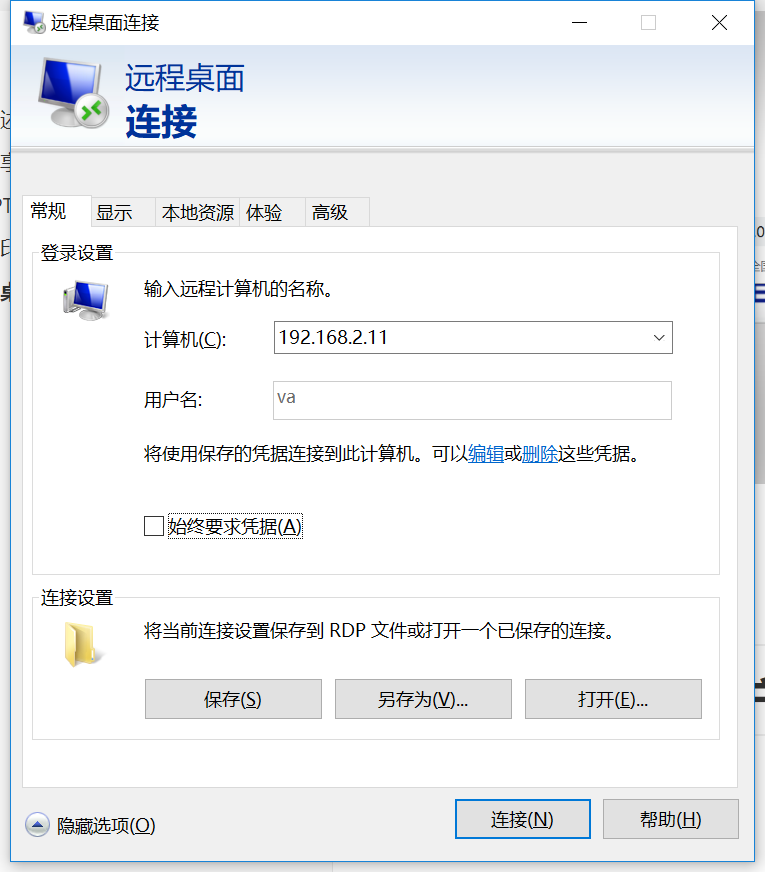 远程桌面连接
远程桌面
连接
常规 显示 本地资源 体验 高级
登录设置
输入远程计算机的名称。
计算机(C): 192.168.2.11
用户名: va
将使用保存的凭据连接到此计算机。可以编辑或删除这些凭据。
始终要求凭据(A)
连接设置
将当前连接设置保存到 RDP 文件或打开一个已保存的连接。
保存(S) 另存为(V)... 打开(E)...
隐藏选项(O) 连接(N) 帮助(H)